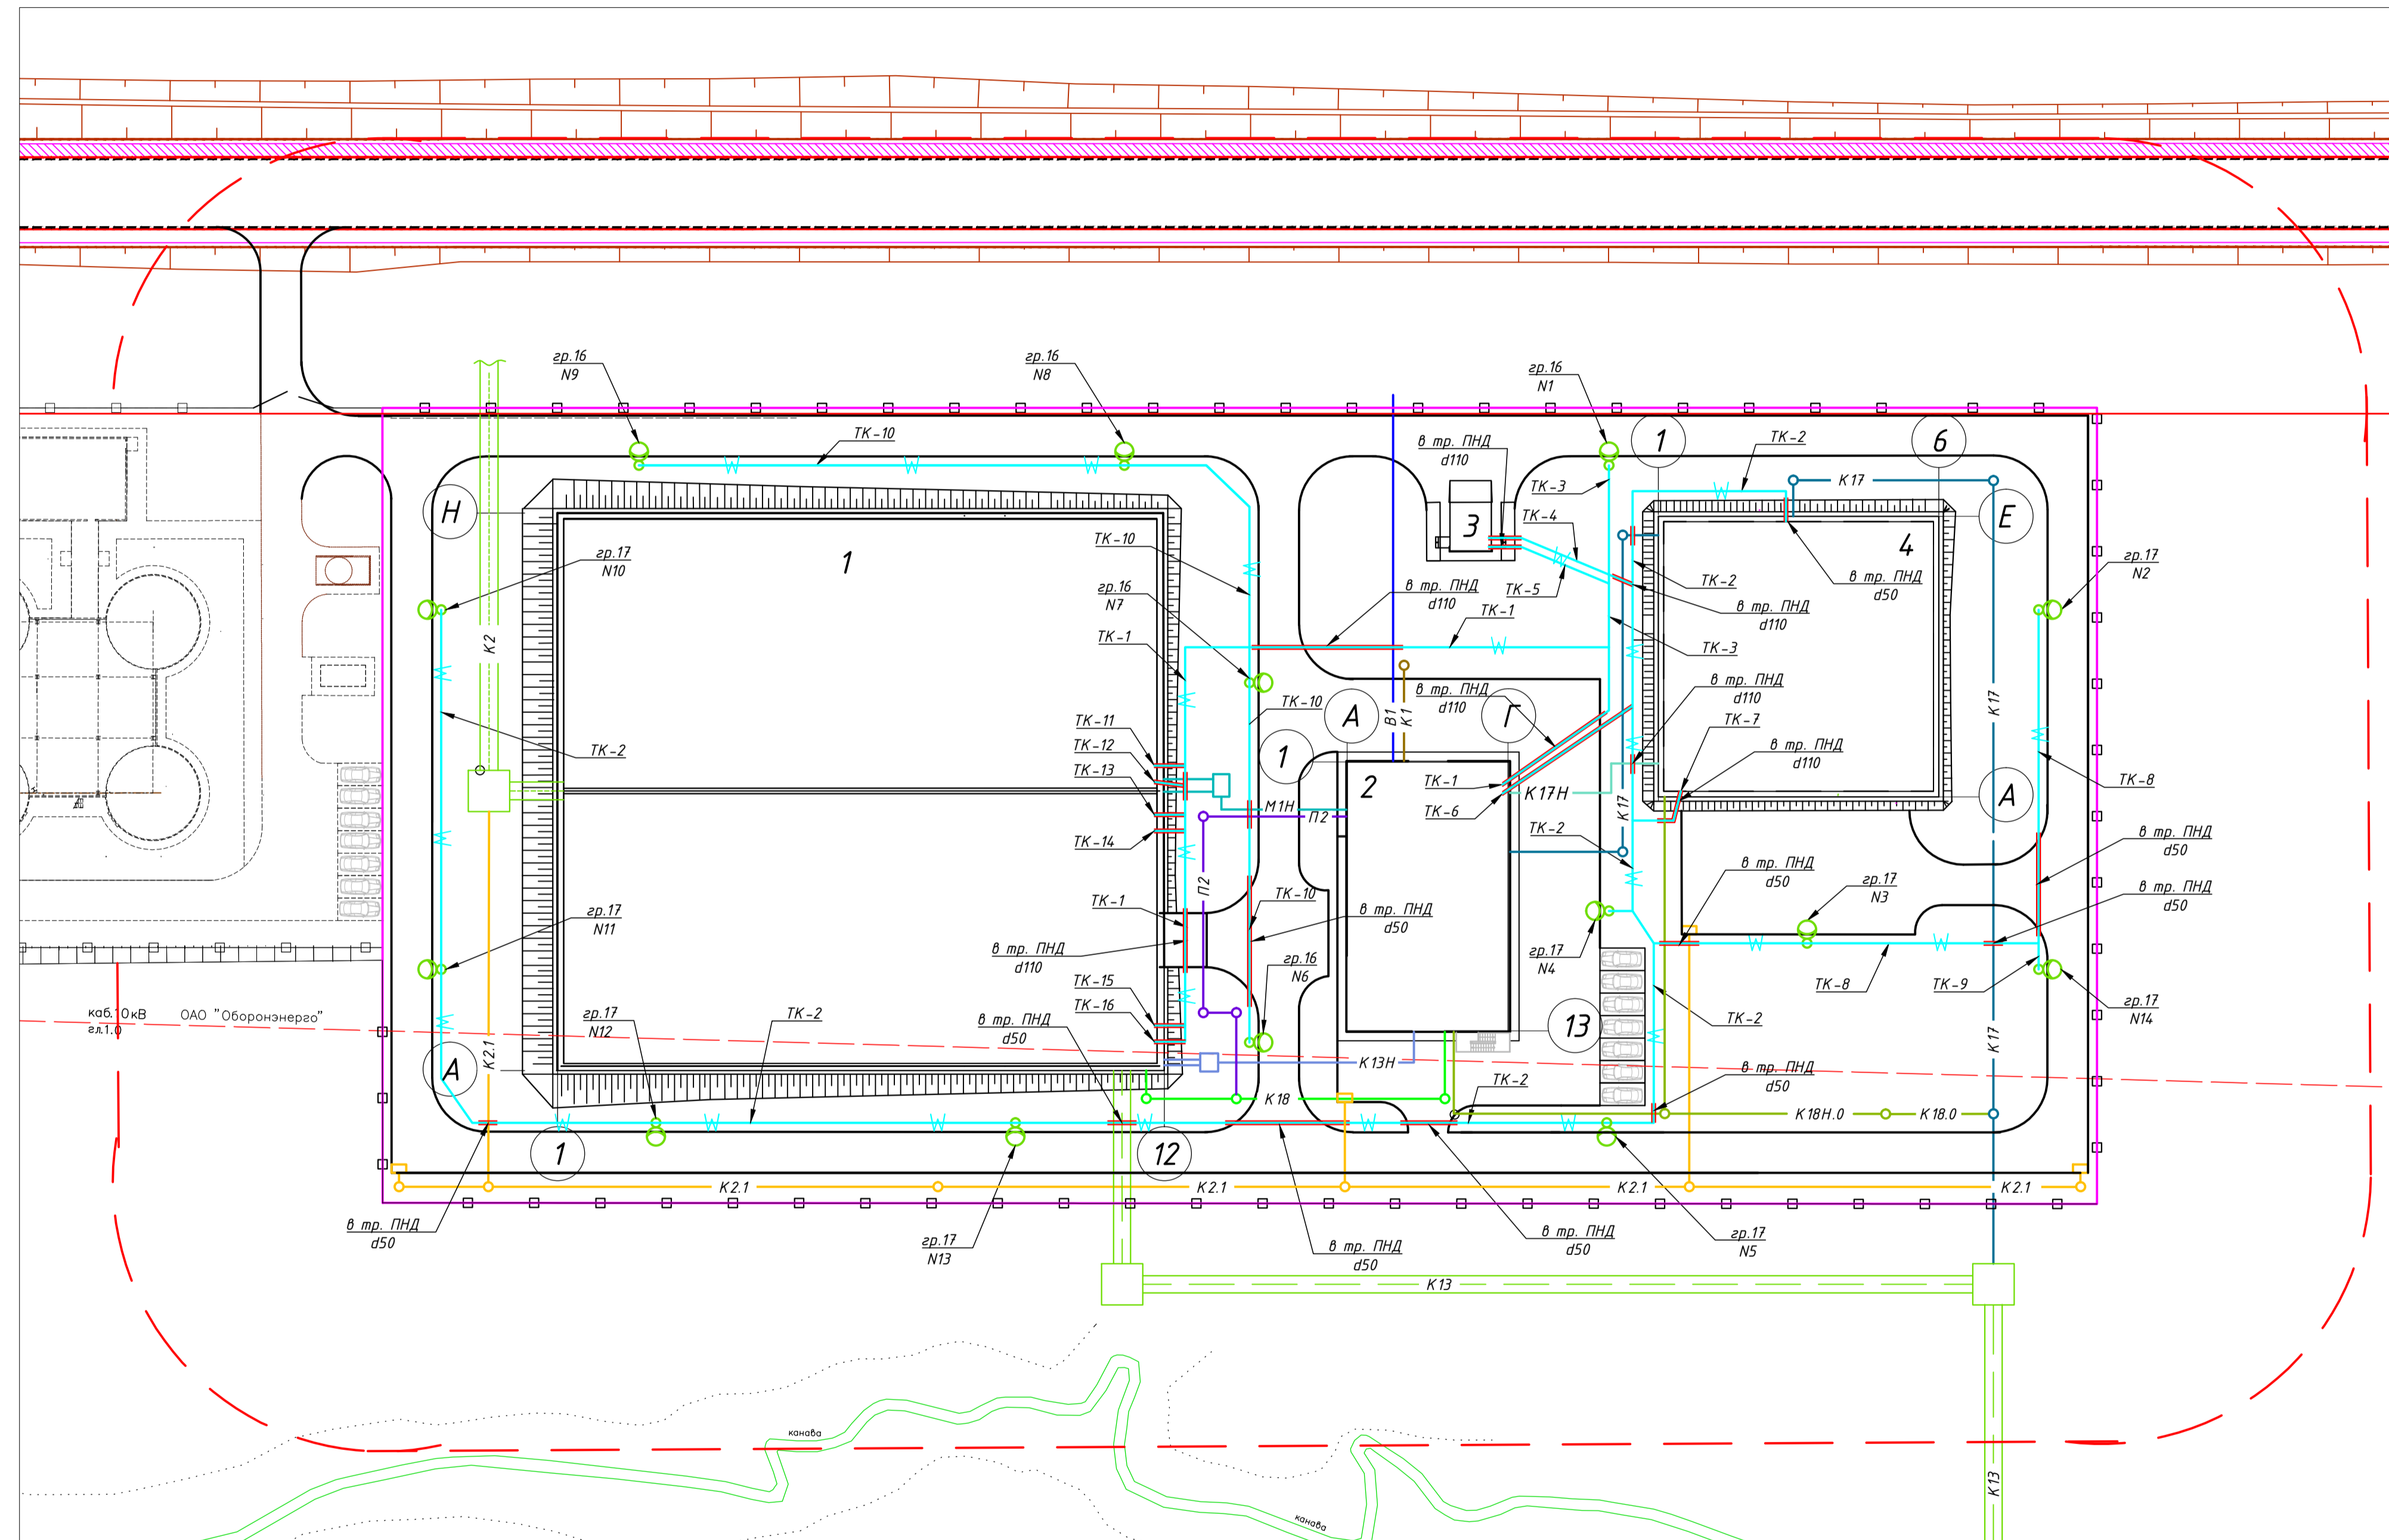 гр.16
N9
гр.16
N8
гр.16
N1
ТК-10
в тр. ПНД
d110
1
ТК-2
6
Н
ТК-3
К17
3
ТК-4
Е
4
1
ТК-10
гр.17
N10
ТК-5
ТК-2
в тр. ПНД
d50
гр.17
N2
гр.16
N7
в тр. ПНД
d110
ТК-1
в тр. ПНД
d110
К2
ТК-1
ТК-3
в тр. ПНД
d110
в тр. ПНД
d110
К17
ТК-10
А
В1
К1
Г
ТК-7
ТК-11
ТК-12
ТК-13
ТК-2
1
2
в тр. ПНД
d110
ТК-1
К17Н
ТК-6
ТК-8
А
М1Н
П2
К17
ТК-14
ТК-2
в тр. ПНД
d50
П2
в тр. ПНД
d50
гр.17
N3
ТК-10
в тр. ПНД
d50
ТК-1
в тр. ПНД
d50
гр.17
N11
в тр. ПНД
d110
гр.16
N6
гр.17
N4
ТК-15
ТК-16
ТК-8
ТК-9
гр.17
N14
каб.10кВ
гл.1.0
ОАО "Оборонэнерго"
гр.17
N12
ТК-2
в тр. ПНД
d50
13
ТК-2
К17
К2.1
А
К13Н
ТК-2
в тр. ПНД
d50
К18
К18Н.0
К18.0
1
12
К2.1
К2.1
К2.1
К2.1
в тр. ПНД
d50
гр.17
N13
в тр. ПНД
d50
в тр. ПНД
d50
гр.17
N5
К13
канава
К13
канава